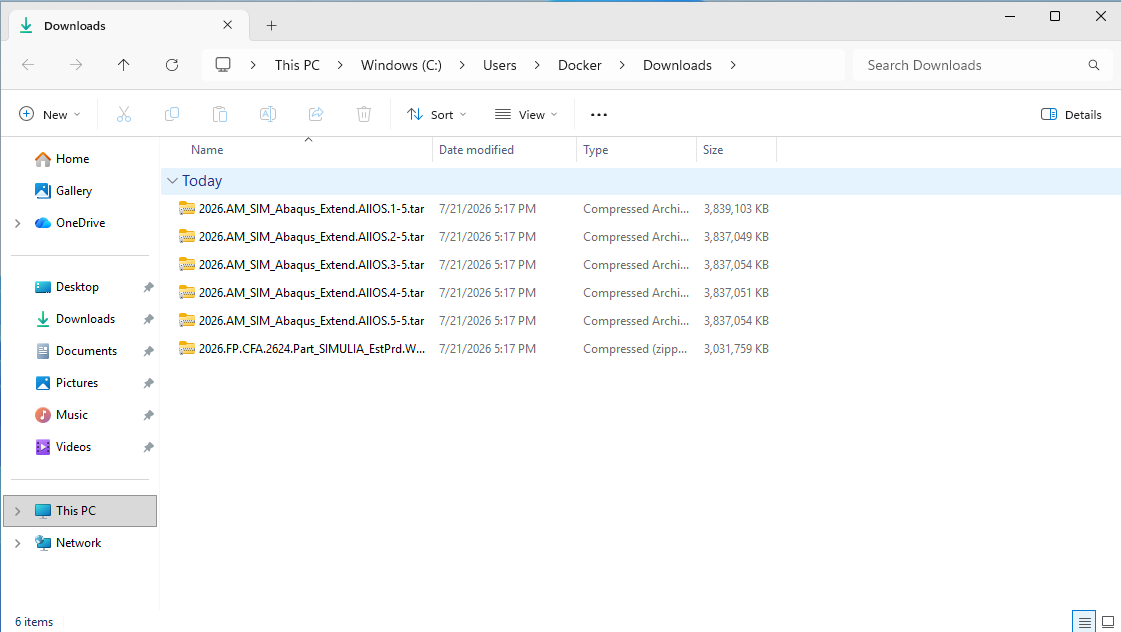 Downloads
This PC > Windows (C:) > Users > Docker > Downloads >
Search Downloads
New
Sort
View
Details
Home
Gallery
OneDrive
Desktop
Downloads
Documents
Pictures
Music
Videos
This PC
Network
Name Date modified Type Size
Today
2026.AM_SIM_Abaqus_Extend.AllOS.1-5.tar 7/21/2026 5:17 PM Compressed Archi... 3,839,103 KB
2026.AM_SIM_Abaqus_Extend.AllOS.2-5.tar 7/21/2026 5:17 PM Compressed Archi... 3,837,049 KB
2026.AM_SIM_Abaqus_Extend.AllOS.3-5.tar 7/21/2026 5:17 PM Compressed Archi... 3,837,054 KB
2026.AM_SIM_Abaqus_Extend.AllOS.4-5.tar 7/21/2026 5:17 PM Compressed Archi... 3,837,051 KB
2026.AM_SIM_Abaqus_Extend.AllOS.5-5.tar 7/21/2026 5:17 PM Compressed Archi... 3,837,054 KB
2026.FP.CFA.2624.Part_SIMULIA_EstPrd.W... 7/21/2026 5:17 PM Compressed (zipp... 3,031,759 KB
6 items